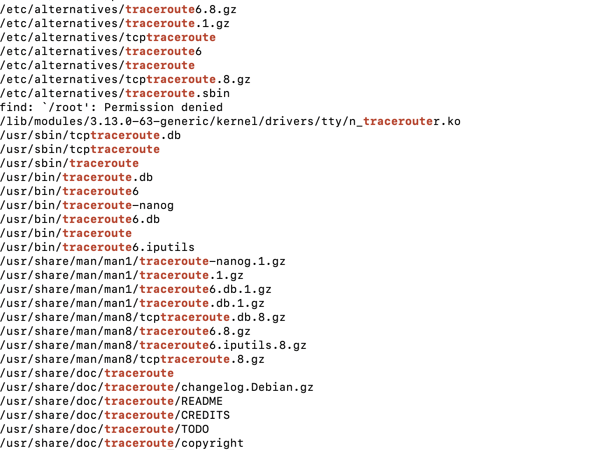 /etc/alternatives/traceroute6.8.gz
/etc/alternatives/traceroute.1.gz
/etc/alternatives/tcptraceroute
/etc/alternatives/traceroute6
/etc/alternatives/traceroute
/etc/alternatives/tcptraceroute.8.gz
/etc/alternatives/traceroute.sbin
find: `/root': Permission denied
/lib/modules/3.13.0-63-generic/kernel/drivers/tty/n_tracerouter.ko
/usr/sbin/tcptraceroute.db
/usr/sbin/tcptraceroute
/usr/sbin/traceroute
/usr/bin/traceroute.db
/usr/bin/traceroute6
/usr/bin/traceroute-nanog
/usr/bin/traceroute6.db
/usr/bin/traceroute
/usr/bin/traceroute6.iputils
/usr/share/man/man1/traceroute-nanog.1.gz
/usr/share/man/man1/traceroute.1.gz
/usr/share/man/man1/traceroute6.db.1.gz
/usr/share/man/man1/traceroute.db.1.gz
/usr/share/man/man8/tcptraceroute.db.8.gz
/usr/share/man/man8/traceroute6.8.gz
/usr/share/man/man8/traceroute6.iputils.8.gz
/usr/share/man/man8/tcptraceroute.8.gz
/usr/share/doc/traceroute
/usr/share/doc/traceroute/changelog.Debian.gz
/usr/share/doc/traceroute/README
/usr/share/doc/traceroute/CREDITS
/usr/share/doc/traceroute/TODO
/usr/share/doc/traceroute/copyright